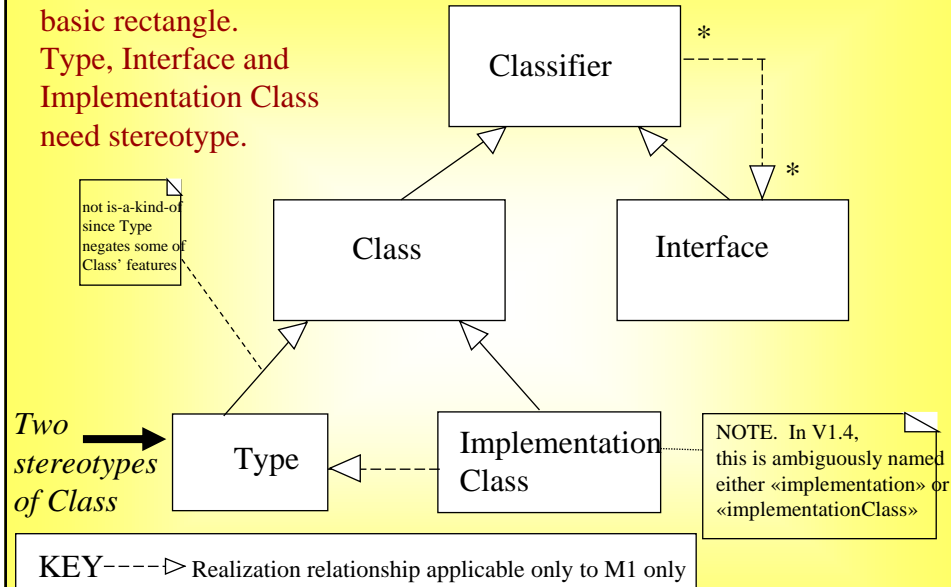 basic rectangle.
Type, Interface and
Implementation Class
need stereotype.
Classifier
*
*
not is-a-kind-of
since Type
negates some of
Class’ features
Class
Interface
Two
stereotypes
of Class
Type
Implementation
Class
NOTE. In V1.4,
this is ambiguously named
either «implementation» or
«implementationClass»
KEY Realization relationship applicable only to M1 only